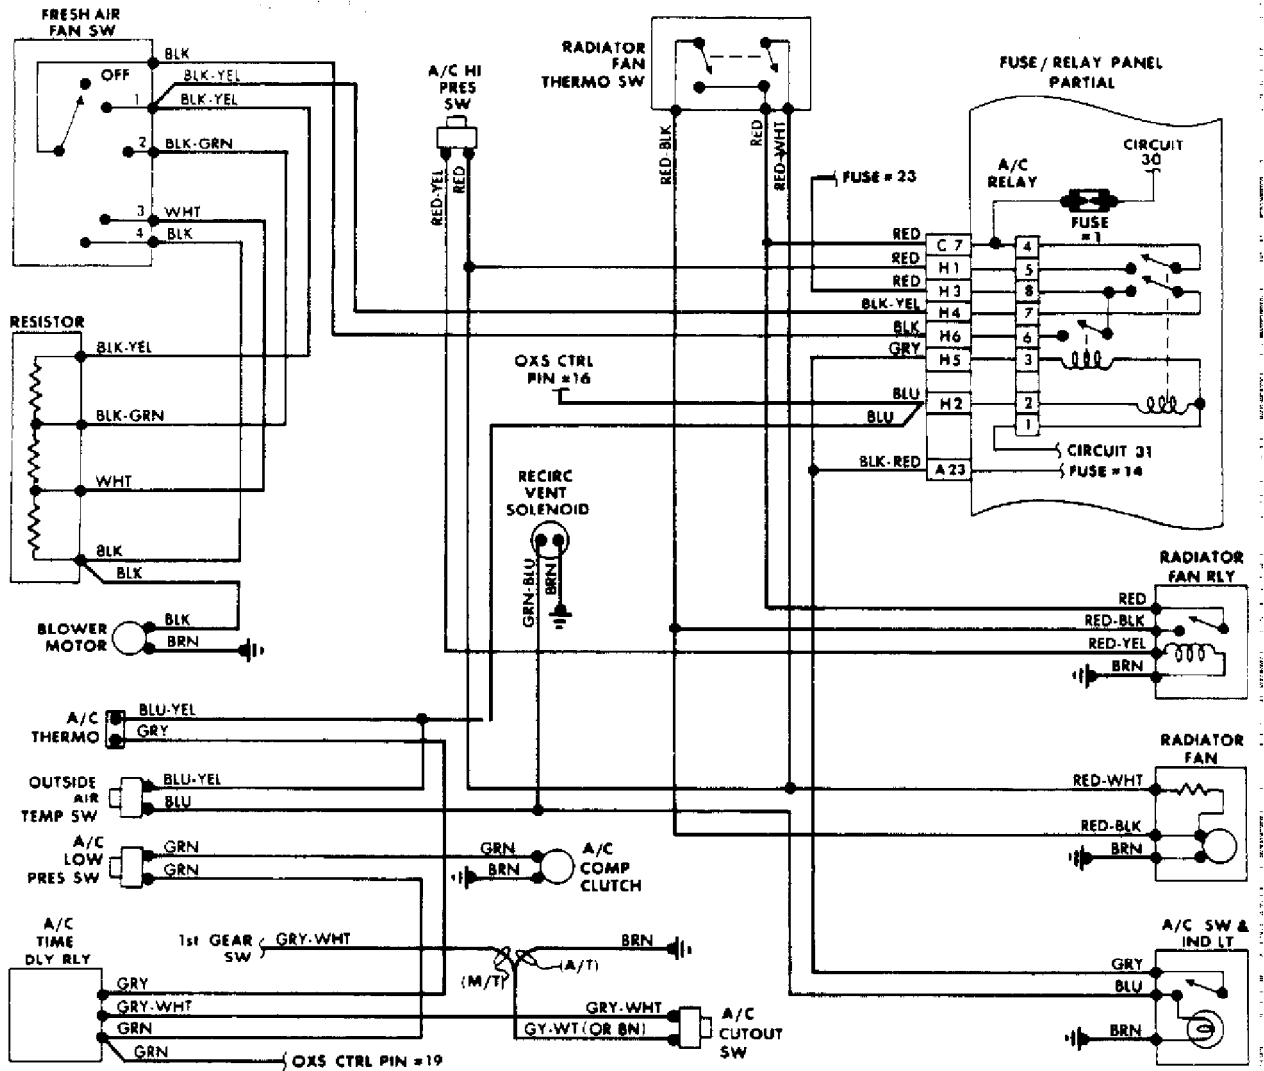 FRESH AIR
FAN SW
BLK
OFF
BLK-YEL
1
BLK-YEL
2
BLK-GRN
3
WHT
4
BLK
RESISTOR
BLK-YEL
BLK-GRN
WHT
BLK
BLK
BLOWER
MOTOR
BLK
BRN
A/C HI
PRES
SW
RED-YEL
RED
RADIATOR
FAN
THERMO SW
RED-BLK
RED
RED-WHT
FUSE/RELAY PANEL
PARTIAL
FUSE #23
A/C
RELAY
CIRCUIT
30
FUSE
#1
RED
C 7
4
RED
H1
5
RED
H3
8
BLK-YEL
H4
7
BLK
H6
6
GRY
H5
3
OXS CTRL
PIN #16
BLU
H2
2
BLU
1
CIRCUIT 31
BLK-RED
A23
FUSE #14
RECIRC
VENT
SOLENOID
GRN-BLU
BRN
RADIATOR
FAN RLY
RED
RED-BLK
RED-YEL
BRN
A/C
THERMO
BLU-YEL
GRY
OUTSIDE
AIR
TEMP SW
BLU-YEL
BLU
A/C
LOW
PRES SW
GRN
GRN
GRN
BRN
A/C
COMP
CLUTCH
RADIATOR
FAN
RED-WHT
RED-BLK
BRN
A/C
TIME
DLY RLY
GRY
GRY-WHT
GRN
GRN
OXS CTRL PIN #19
1st GEAR
SW
GRY-WHT
(M/T)
(A/T)
BRN
GRY-WHT
GY-WT(OR BN)
A/C
CUTOUT
SW
A/C SW &
IND LT
GRY
BLU
BRN